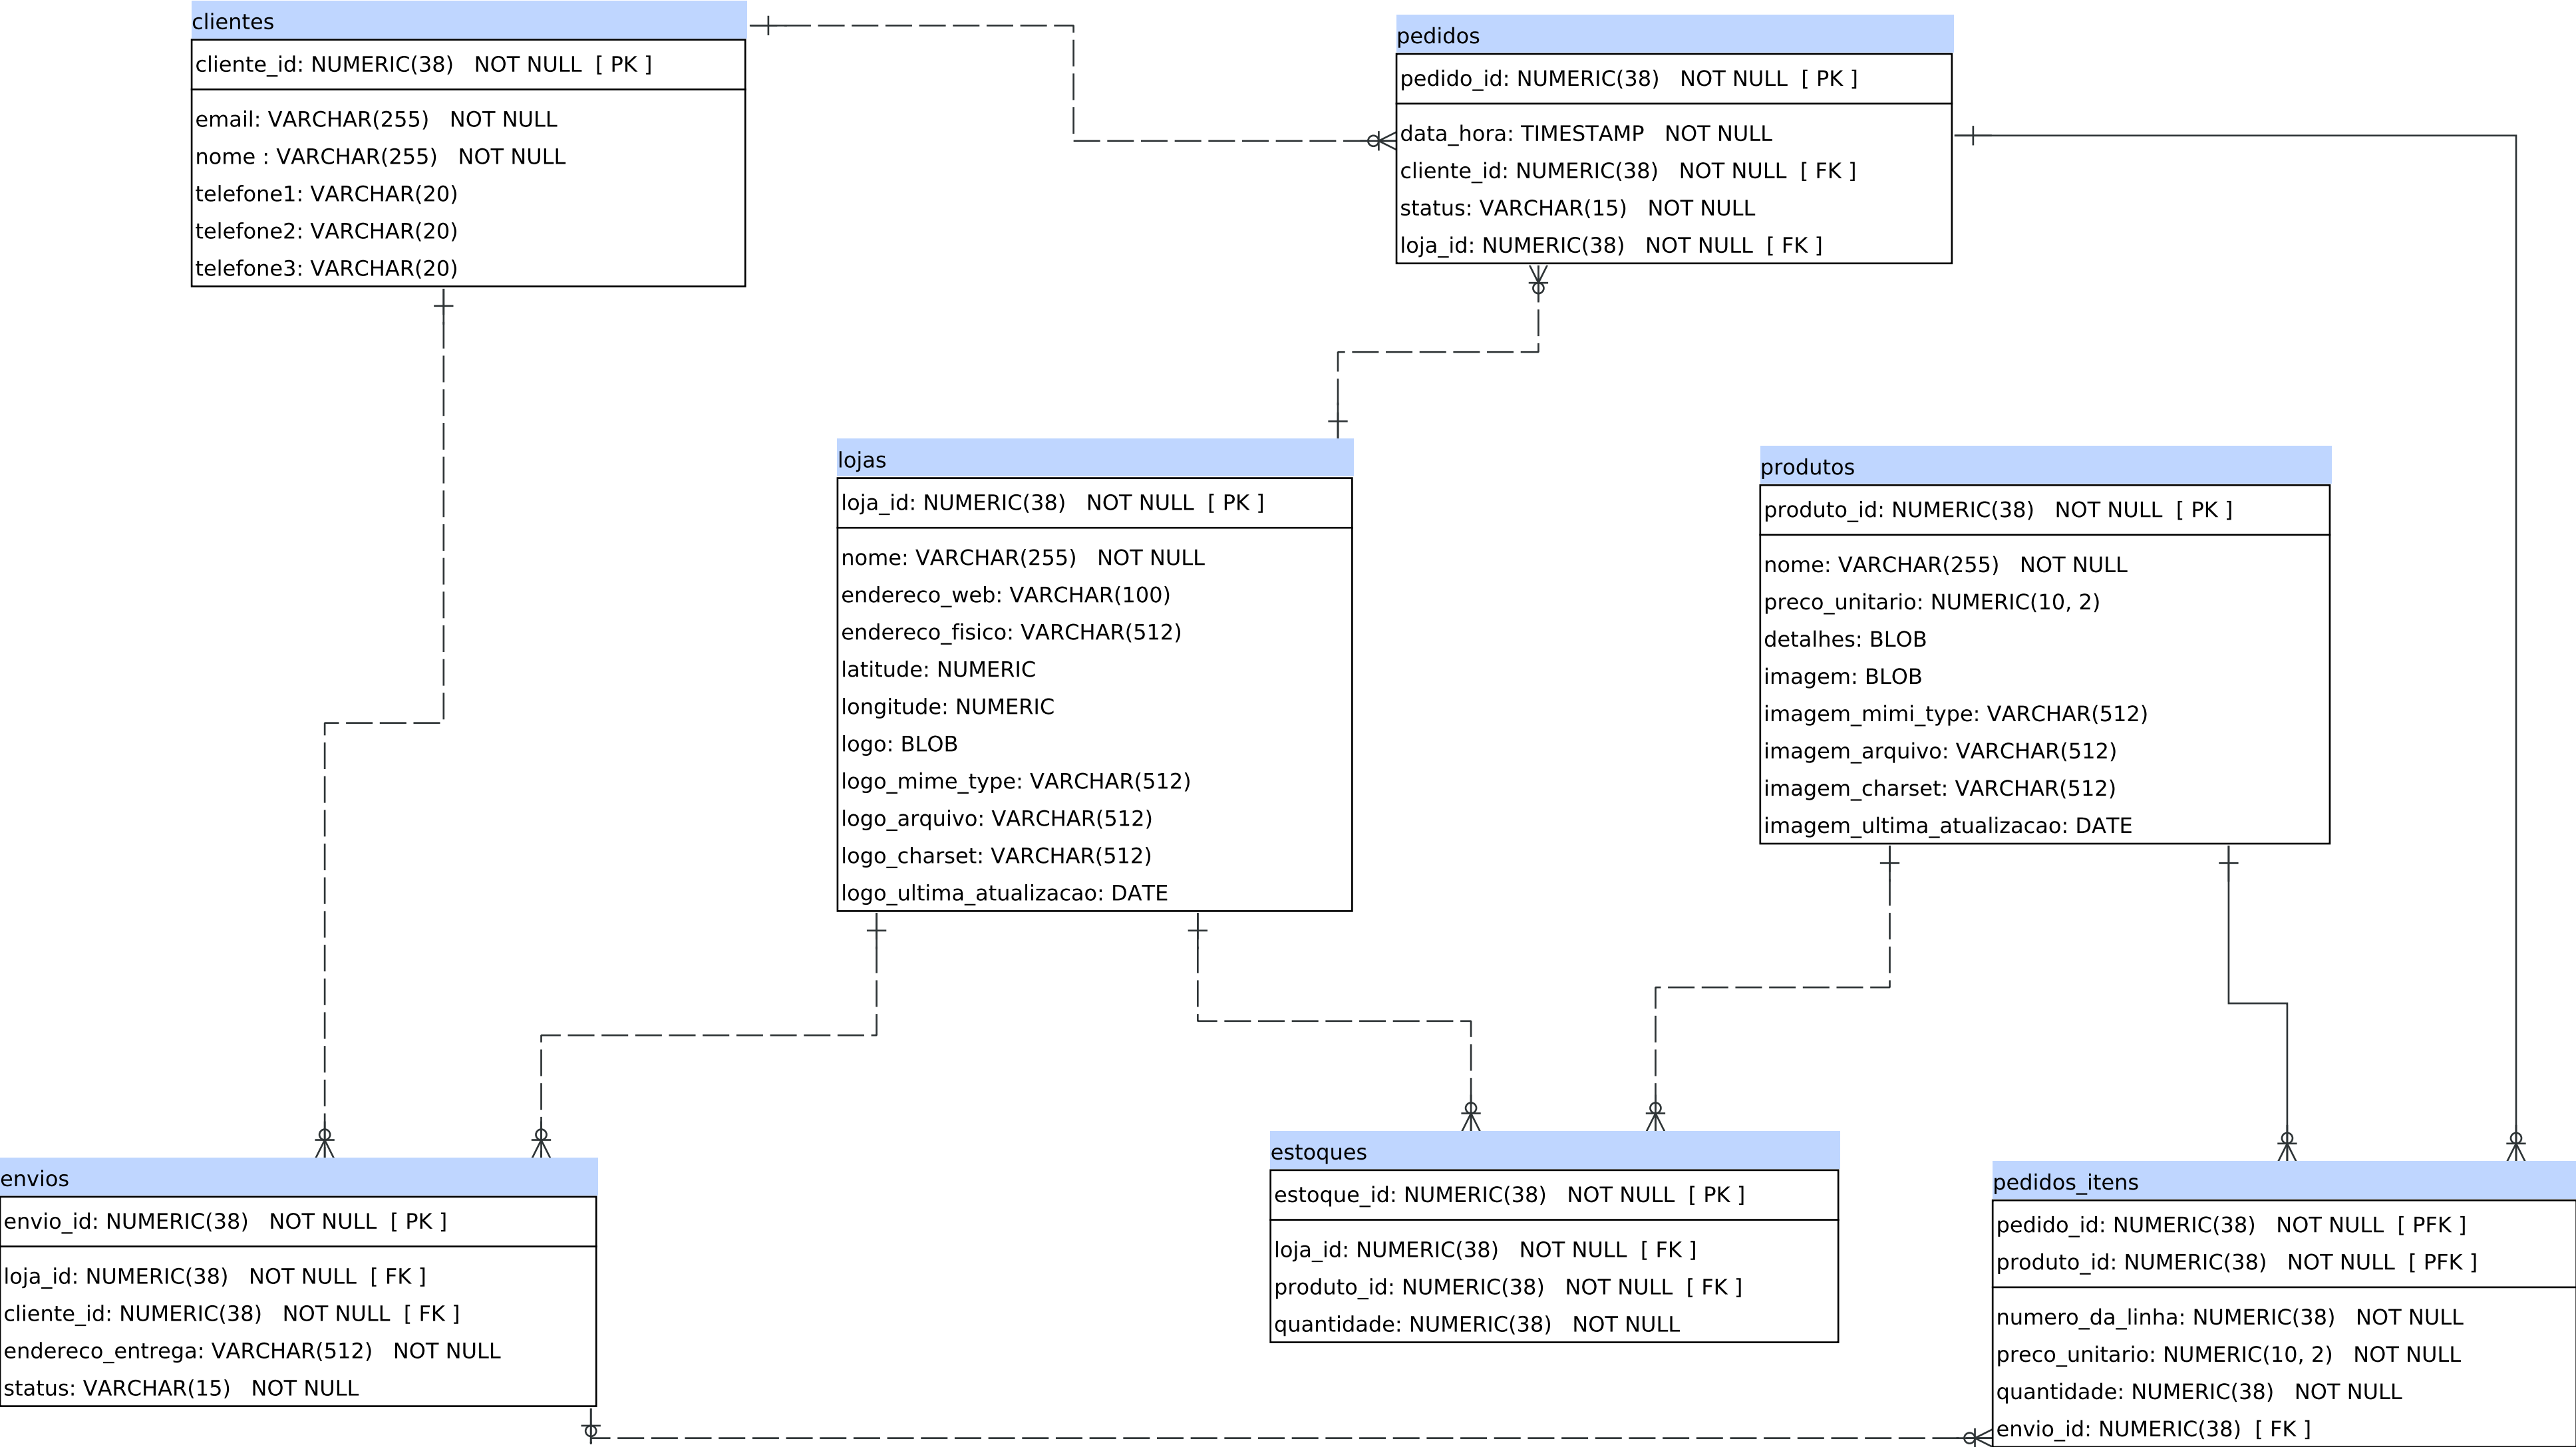 clientes
cliente_id: NUMERIC(38) NOT NULL [ PK ]
email: VARCHAR(255) NOT NULL
nome : VARCHAR(255) NOT NULL
telefone1: VARCHAR(20)
telefone2: VARCHAR(20)
telefone3: VARCHAR(20)
pedidos
pedido_id: NUMERIC(38) NOT NULL [ PK ]
data_hora: TIMESTAMP NOT NULL
cliente_id: NUMERIC(38) NOT NULL [ FK ]
status: VARCHAR(15) NOT NULL
loja_id: NUMERIC(38) NOT NULL [ FK ]
lojas
loja_id: NUMERIC(38) NOT NULL [ PK ]
nome: VARCHAR(255) NOT NULL
endereco_web: VARCHAR(100)
endereco_fisico: VARCHAR(512)
latitude: NUMERIC
longitude: NUMERIC
logo: BLOB
logo_mime_type: VARCHAR(512)
logo_arquivo: VARCHAR(512)
logo_charset: VARCHAR(512)
logo_ultima_atualizacao: DATE
produtos
produto_id: NUMERIC(38) NOT NULL [ PK ]
nome: VARCHAR(255) NOT NULL
preco_unitario: NUMERIC(10, 2)
detalhes: BLOB
imagem: BLOB
imagem_mimi_type: VARCHAR(512)
imagem_arquivo: VARCHAR(512)
imagem_charset: VARCHAR(512)
imagem_ultima_atualizacao: DATE
envios
envio_id: NUMERIC(38) NOT NULL [ PK ]
loja_id: NUMERIC(38) NOT NULL [ FK ]
cliente_id: NUMERIC(38) NOT NULL [ FK ]
endereco_entrega: VARCHAR(512) NOT NULL
status: VARCHAR(15) NOT NULL
estoques
estoque_id: NUMERIC(38) NOT NULL [ PK ]
loja_id: NUMERIC(38) NOT NULL [ FK ]
produto_id: NUMERIC(38) NOT NULL [ FK ]
quantidade: NUMERIC(38) NOT NULL
pedidos_itens
pedido_id: NUMERIC(38) NOT NULL [ PFK ]
produto_id: NUMERIC(38) NOT NULL [ PFK ]
numero_da_linha: NUMERIC(38) NOT NULL
preco_unitario: NUMERIC(10, 2) NOT NULL
quantidade: NUMERIC(38) NOT NULL
envio_id: NUMERIC(38) [ FK ]